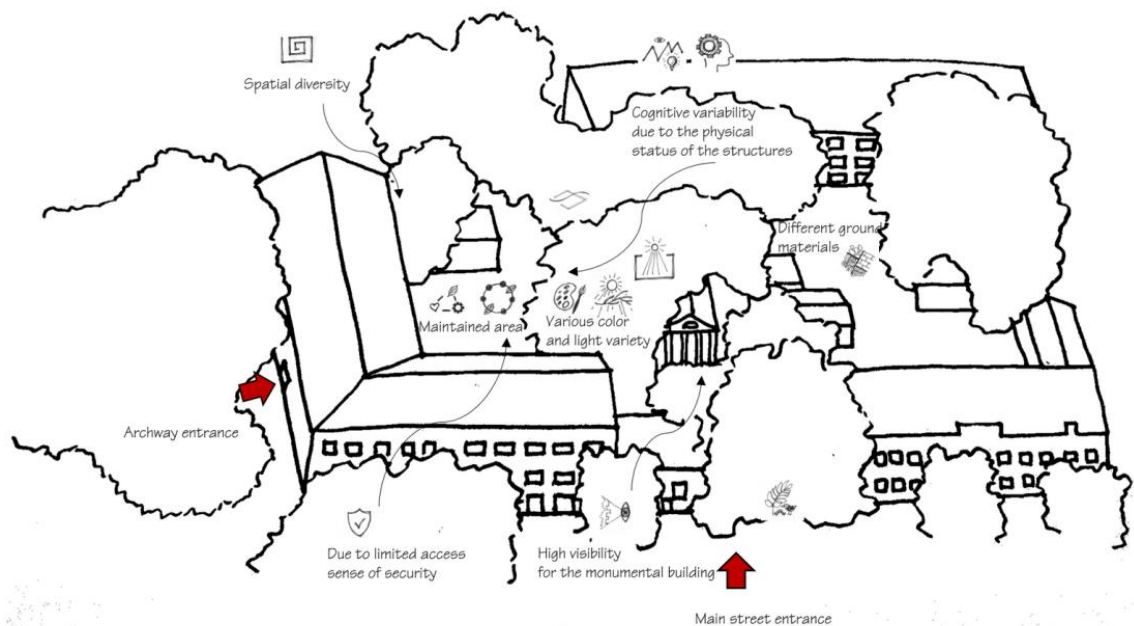 Spatial diversity
Cognitive variability
due to the physical
status of the structures
Different ground
materials
Maintained area
Various color
and light variety
Archway entrance
Due to limited access
sense of security
High visibility
for the monumental building
Main street entrance